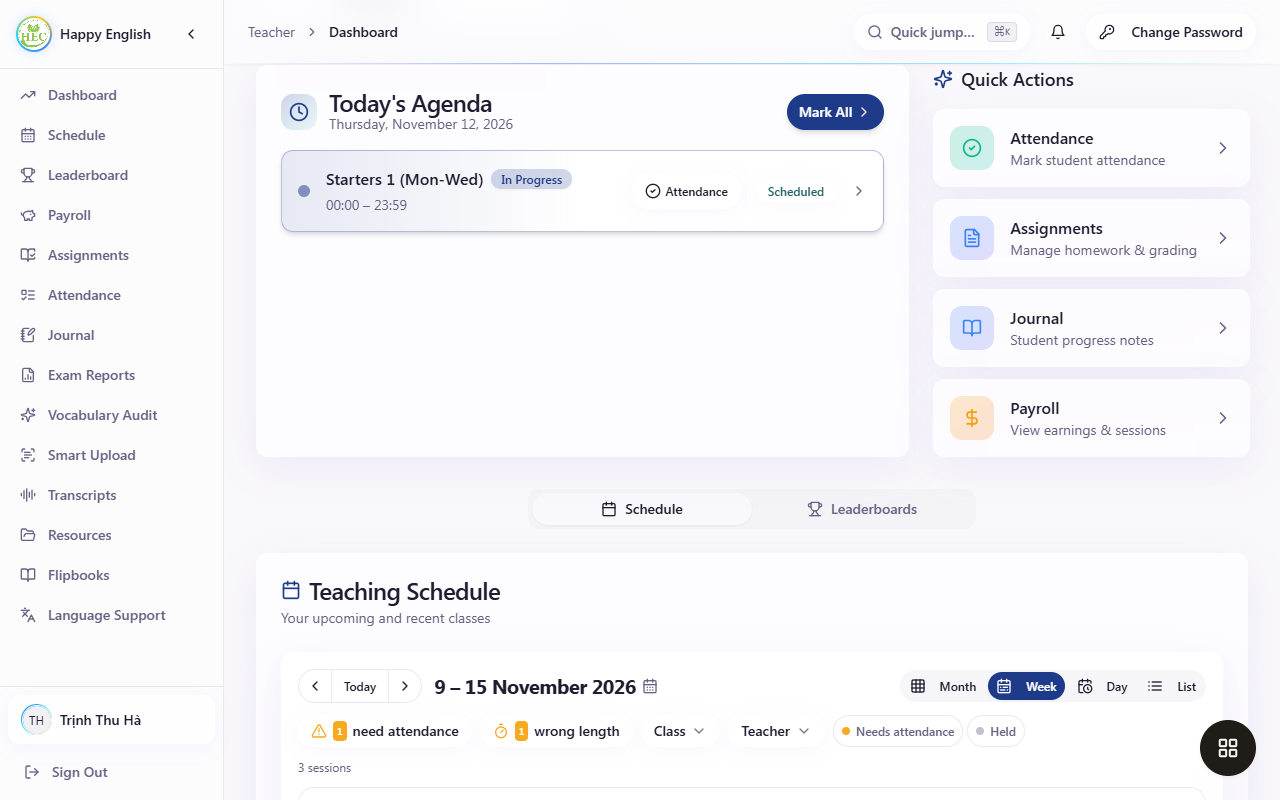 HEC
Happy English
Dashboard
Schedule
Leaderboard
Payroll
Assignments
Attendance
Journal
Exam Reports
Vocabulary Audit
Smart Upload
Transcripts
Resources
Flipbooks
Language Support
TH
Trịnh Thu Hà
Sign Out
Teacher
Dashboard
Quick jump...
⌘K
Change Password
Today's Agenda
Thursday, November 12, 2026
Mark All
Starters 1 (Mon-Wed)
In Progress
00:00 – 23:59
Attendance
Scheduled
Quick Actions
Attendance
Mark student attendance
Assignments
Manage homework & grading
Journal
Student progress notes
Payroll
View earnings & sessions
Schedule
Leaderboards
Teaching Schedule
Your upcoming and recent classes
Today
9 – 15 November 2026
Month
Week
Day
List
1 need attendance
1 wrong length
Class
Teacher
Needs attendance
Held
3 sessions